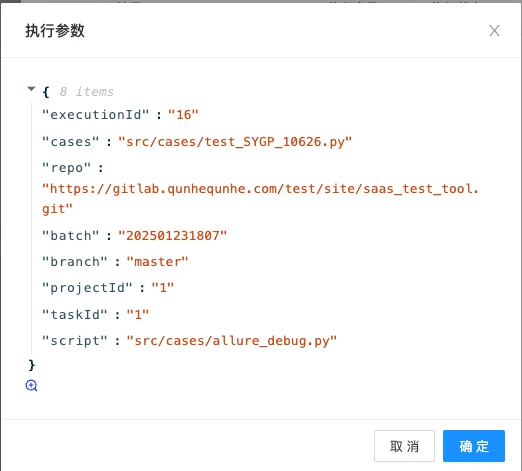 执行参数
{ 8 items
"executionId" : "16"
"cases" : "src/cases/test_SYGP_10626.py"
"repo" :
"https://gitlab.qunhequnhe.com/test/site/saas_test_tool.
git"
"batch" : "202501231807"
"branch" : "master"
"projectId" : "1"
"taskId" : "1"
"script" : "src/cases/allure_debug.py"
}
取 消 确 定